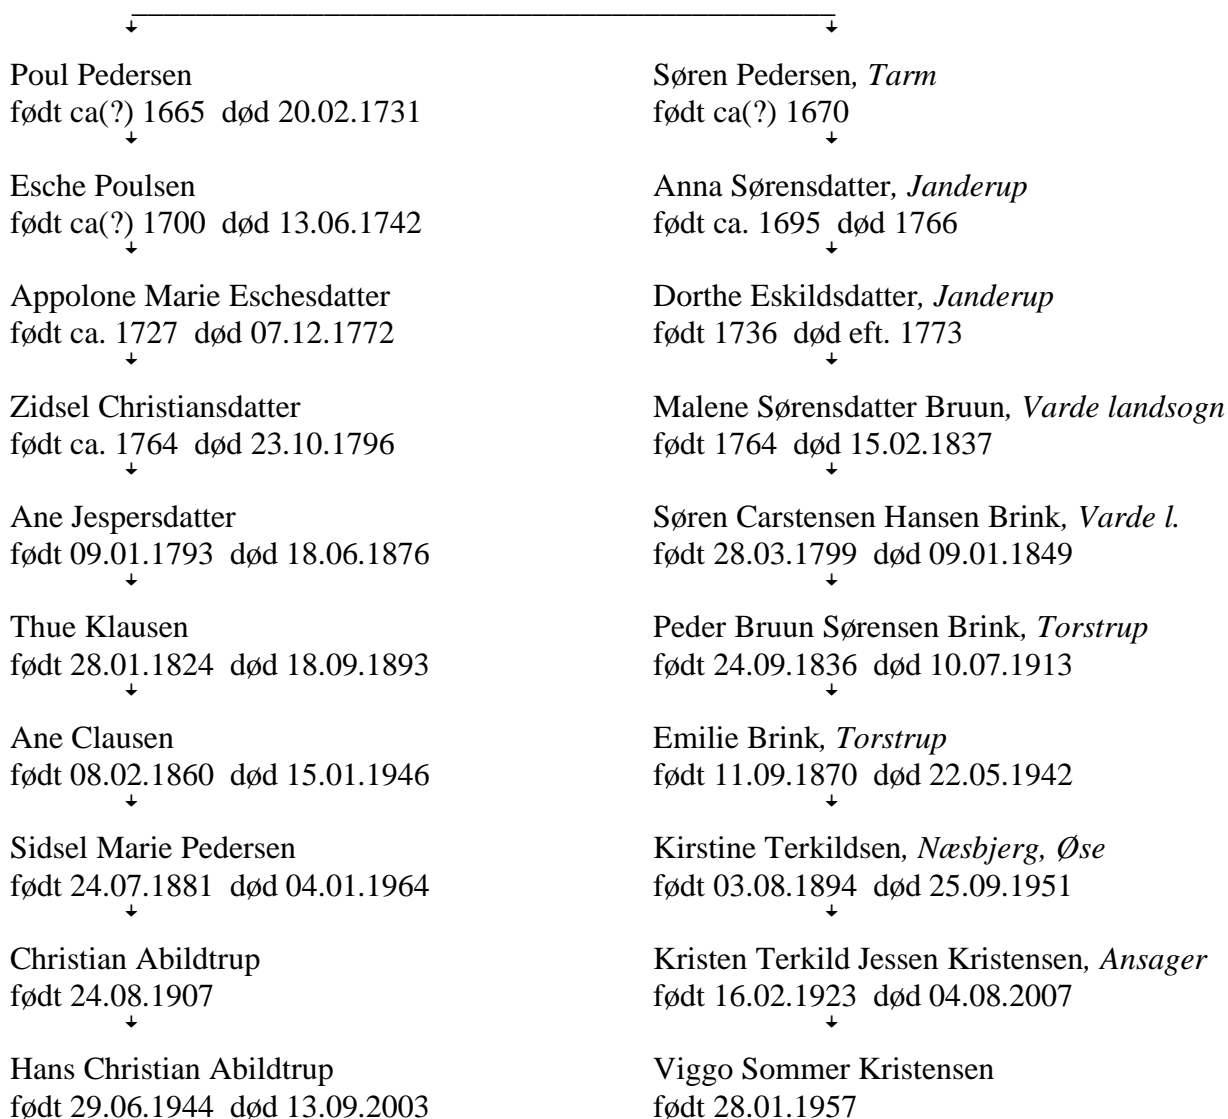 Poul Pedersen
født ca(?) 1665 død 20.02.1731
Søren Pedersen, Tarm
født ca(?) 1670
Esche Poulsen
født ca(?) 1700 død 13.06.1742
Anna Sørensdatter, Janderup
født ca. 1695 død 1766
Appolone Marie Eschesdatter
født ca. 1727 død 07.12.1772
Dorthe Eskildsdatter, Janderup
født 1736 død eft. 1773
Zidsel Christiansdatter
født ca. 1764 død 23.10.1796
Malene Sørensdatter Bruun, Varde landsogn
født 1764 død 15.02.1837
Ane Jespersdatter
født 09.01.1793 død 18.06.1876
Søren Carstensen Hansen Brink, Varde l.
født 28.03.1799 død 09.01.1849
Thue Klausen
født 28.01.1824 død 18.09.1893
Peder Bruun Sørensen Brink, Torstrup
født 24.09.1836 død 10.07.1913
Ane Clausen
født 08.02.1860 død 15.01.1946
Emilie Brink, Torstrup
født 11.09.1870 død 22.05.1942
Sidsel Marie Pedersen
født 24.07.1881 død 04.01.1964
Kirstine Terkildsen, Næsbjerg, Øse
født 03.08.1894 død 25.09.1951
Christian Abildtrup
født 24.08.1907
Kristen Terkild Jessen Kristensen, Ansager
født 16.02.1923 død 04.08.2007
Hans Christian Abildtrup
født 29.06.1944 død 13.09.2003
Viggo Sommer Kristensen
født 28.01.1957